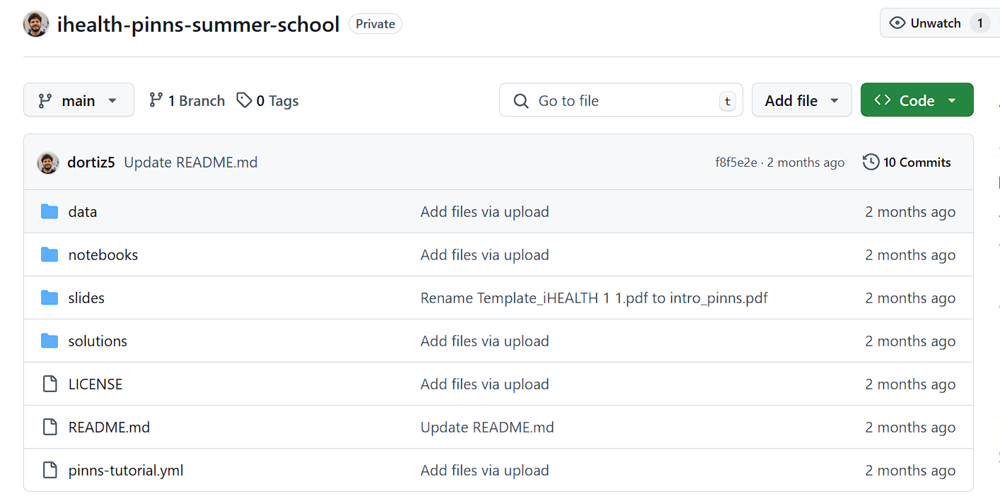 ihealth-pinns-summer-school Private Unwatch 1
main 1 Branch 0 Tags Go to file t Add file Code
dortiz5 Update README.md f8f5e2e · 2 months ago 10 Commits
data Add files via upload 2 months ago
notebooks Add files via upload 2 months ago
slides Rename Template_iHEALTH 1 1.pdf to intro_pinns.pdf 2 months ago
solutions Add files via upload 2 months ago
LICENSE Add files via upload 2 months ago
README.md Update README.md 2 months ago
pinns-tutorial.yml Add files via upload 2 months ago